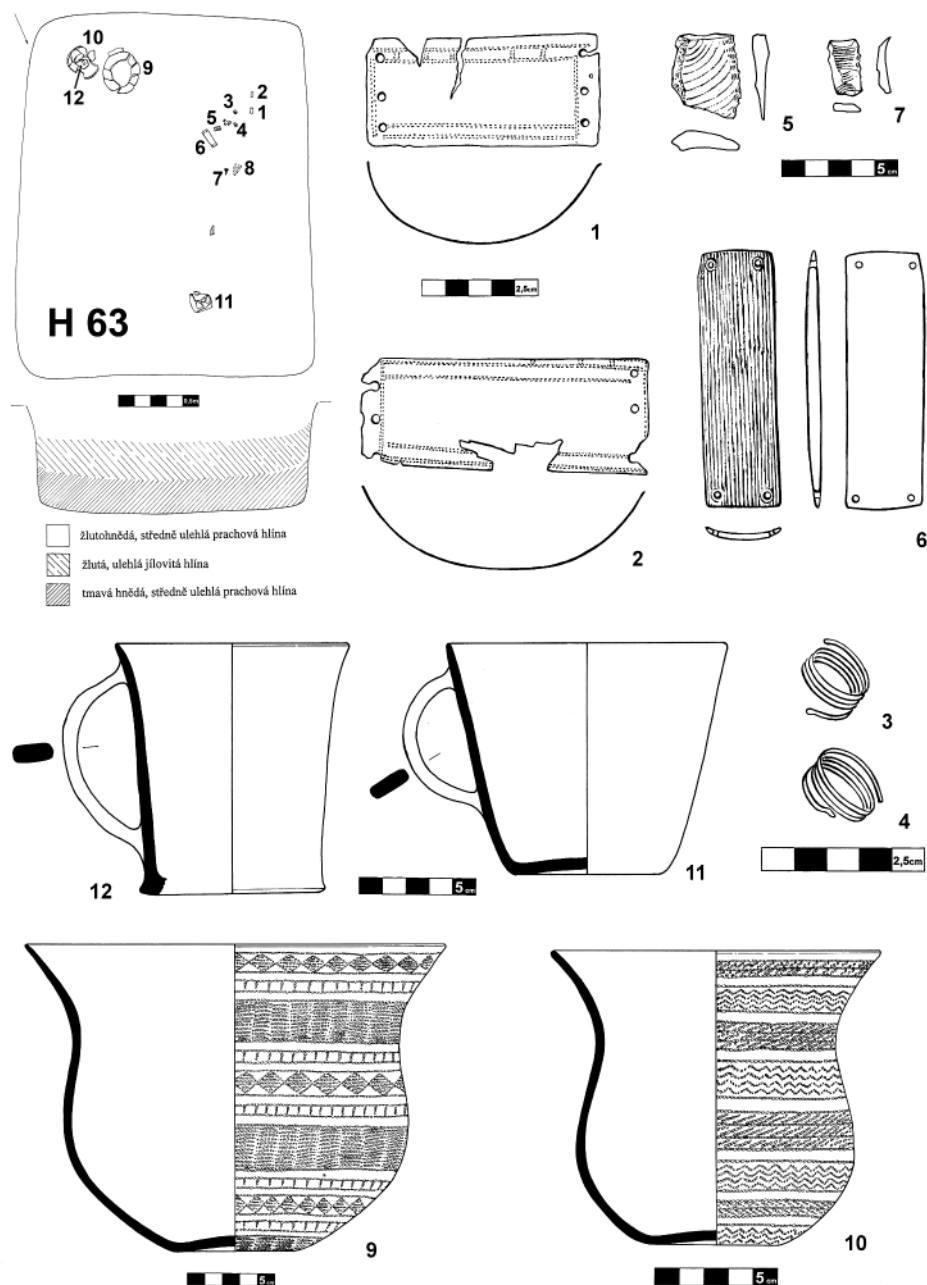 10
9
12
2
3
1
5
4
6
7
8
11
H 63
0,5m
žlutohnědá, středně ulehlá prachová hlína
žlutá, ulehlá jílovitá hlína
tmavá hnědá, středně ulehlá prachová hlína
1
2,5cm
2
5
7
5 cm
6
12
5 cm
11
3
4
2,5cm
9
5 cm
10
5 cm